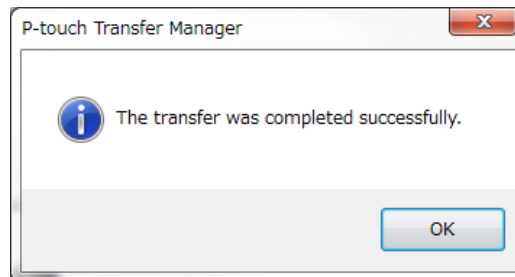 P-touch Transfer Manager
The transfer was completed successfully.
OK